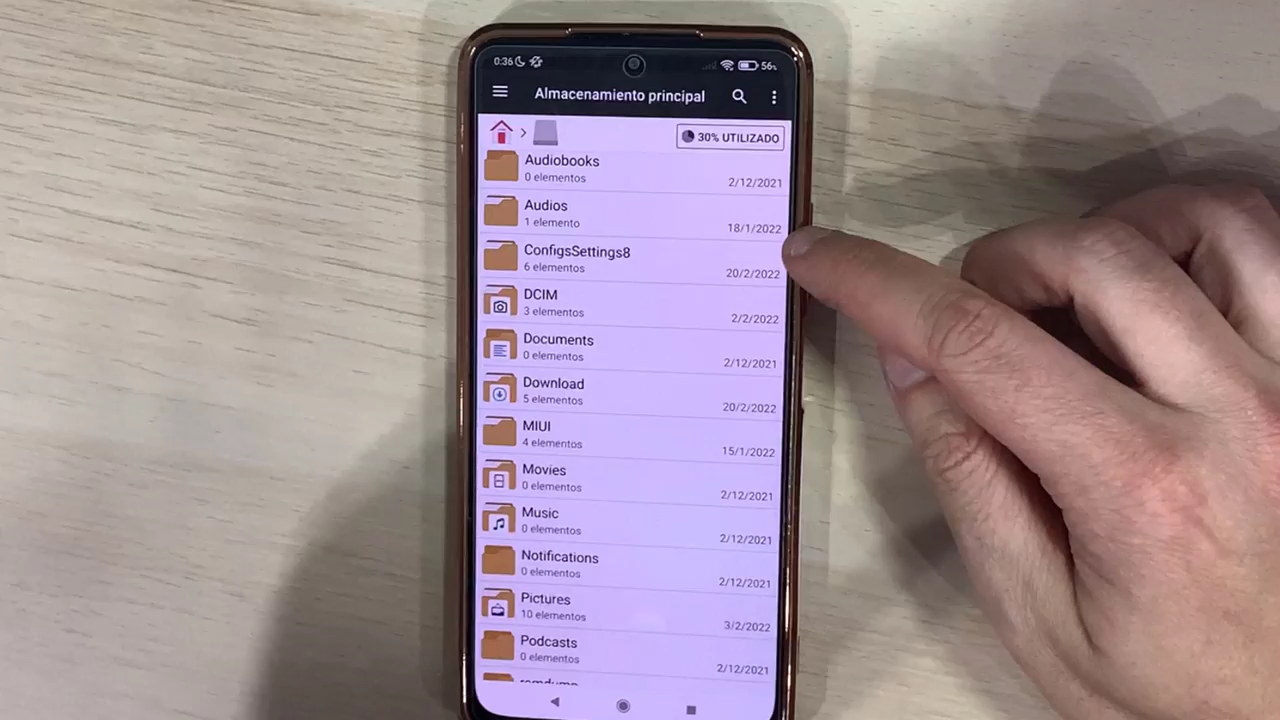 0:36 56%
Almacenamiento principal
30% UTILIZADO
Audiobooks
0 elementos 2/12/2021
Audios
1 elemento 18/1/2022
ConfigsSettings8
6 elementos 20/2/2022
DCIM
3 elementos 2/2/2022
Documents
0 elementos 2/12/2021
Download
5 elementos 20/2/2022
MIUI
4 elementos 15/1/2022
Movies
0 elementos 2/12/2021
Music
0 elementos 2/12/2021
Notifications
0 elementos 2/12/2021
Pictures
10 elementos 3/2/2022
Podcasts
0 elementos 2/12/2021